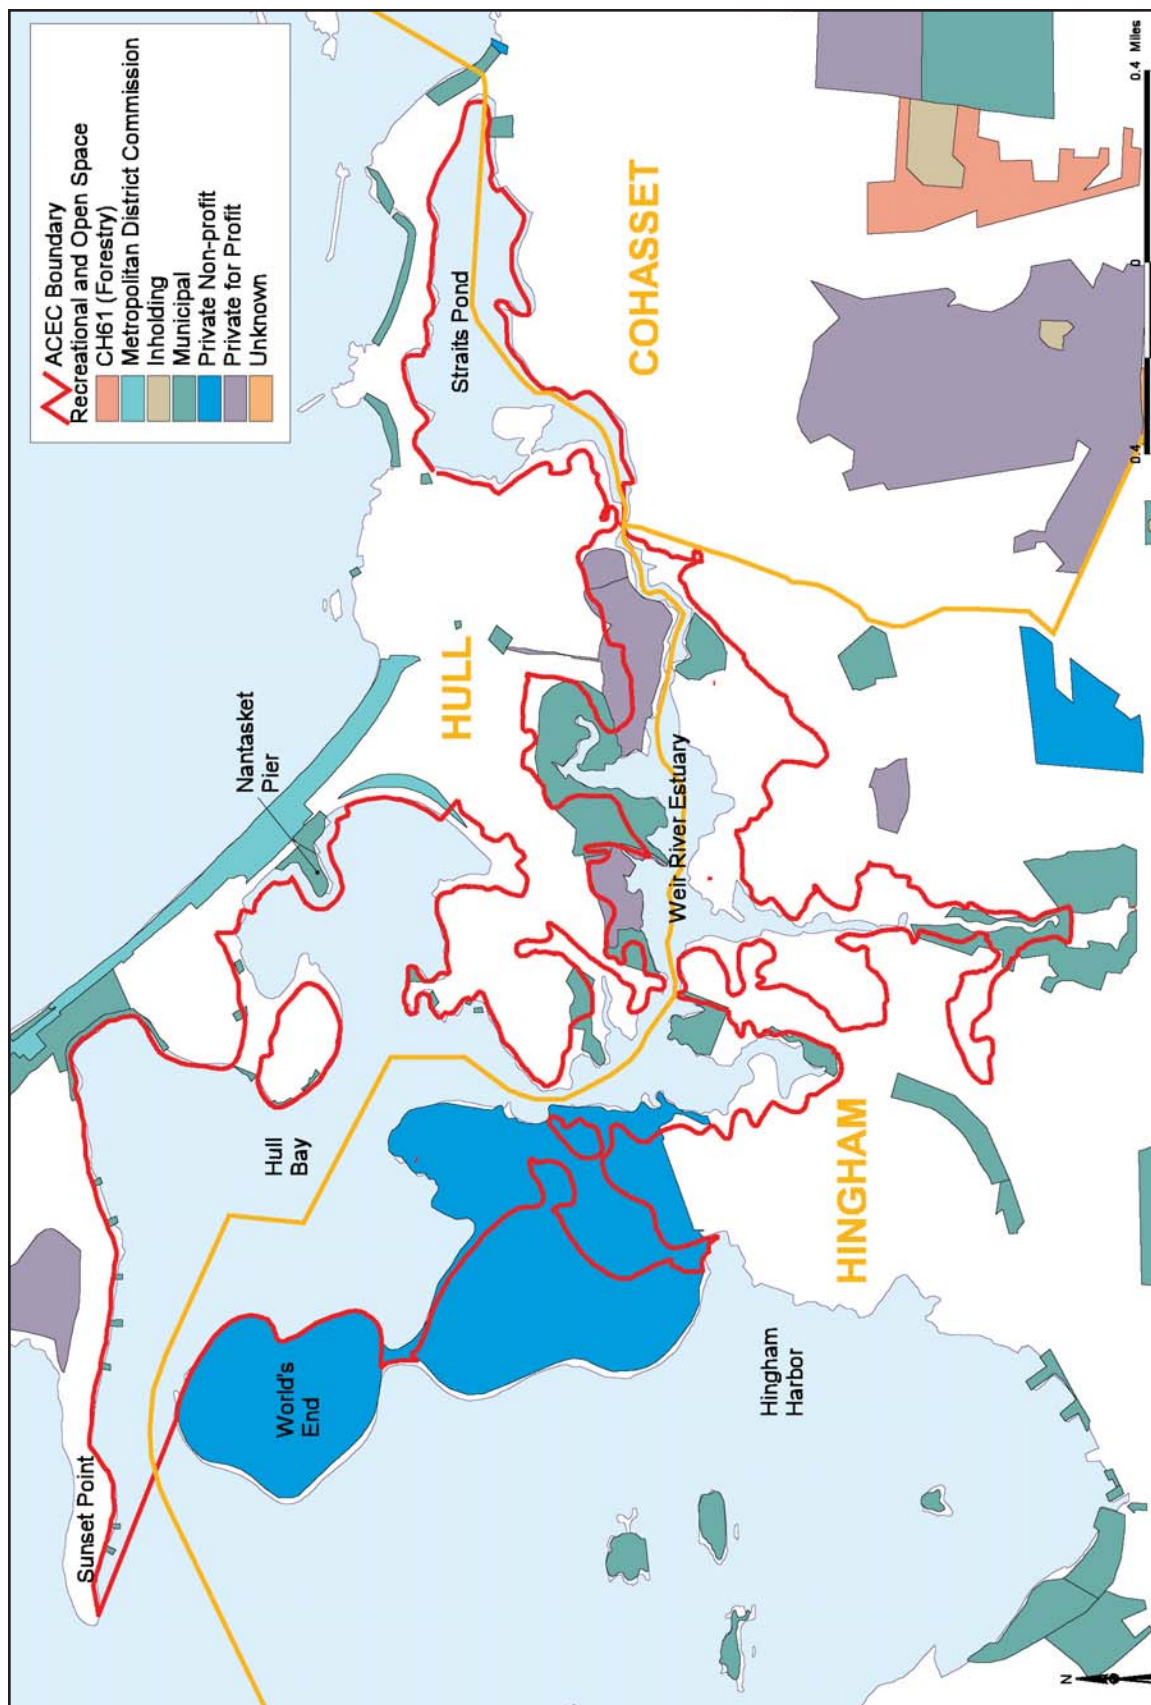 ACEC Boundary
Recreational and Open Space
CH61 (Forestry)
Metropolitan District Commission
Inholding
Municipal
Private Non-profit
Private for Profit
Unknown
Sunset Point
Hull
Bay
World's
End
Nantasket
Pier
HULL
Straits Pond
Weir River Estuary
COHASSET
HINGHAM
Hingham
Harbor
N
0.4
0
0.4 Miles